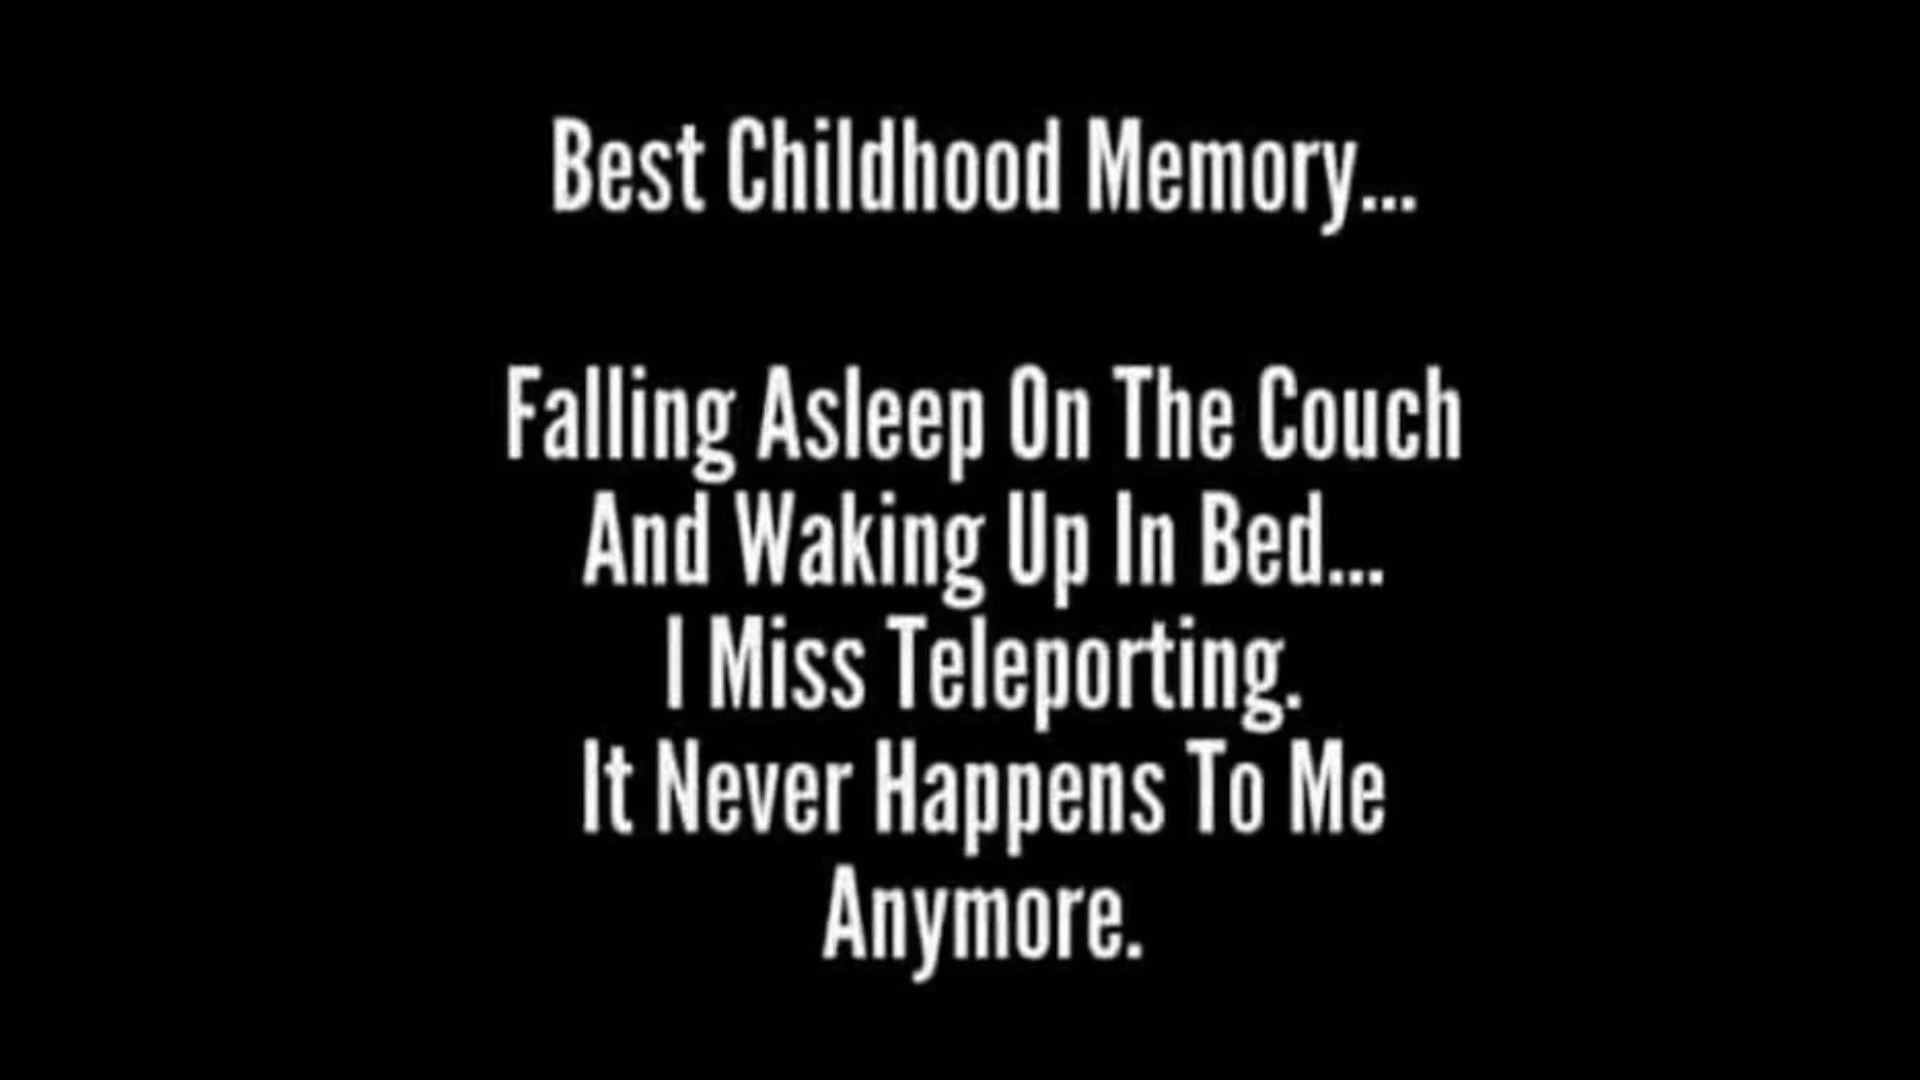 Best Childhood Memory...
Falling Asleep On The Couch
And Waking Up In Bed...
I Miss Teleporting.
It Never Happens To Me
Anymore.